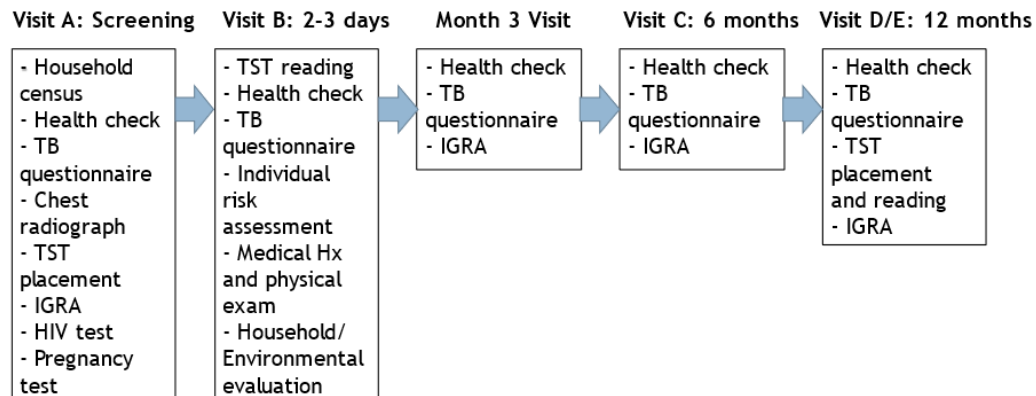 Visit A: Screening
Visit B: 2-3 days
Month 3 Visit
Visit C: 6 months
Visit D/E: 12 months
- Household
census
- Health check
- TB
questionnaire
- Chest
radiograph
- TST
placement
- IGRA
- HIV test
- Pregnancy
test
- TST reading
- Health check
- TB
questionnaire
- Individual
risk
assessment
- Medical Hx
and physical
exam
- Household/
Environmental
evaluation
- Health check
- TB
questionnaire
- IGRA
- Health check
- TB
questionnaire
- IGRA
- Health check
- TB
questionnaire
- TST
placement
and reading
- IGRA